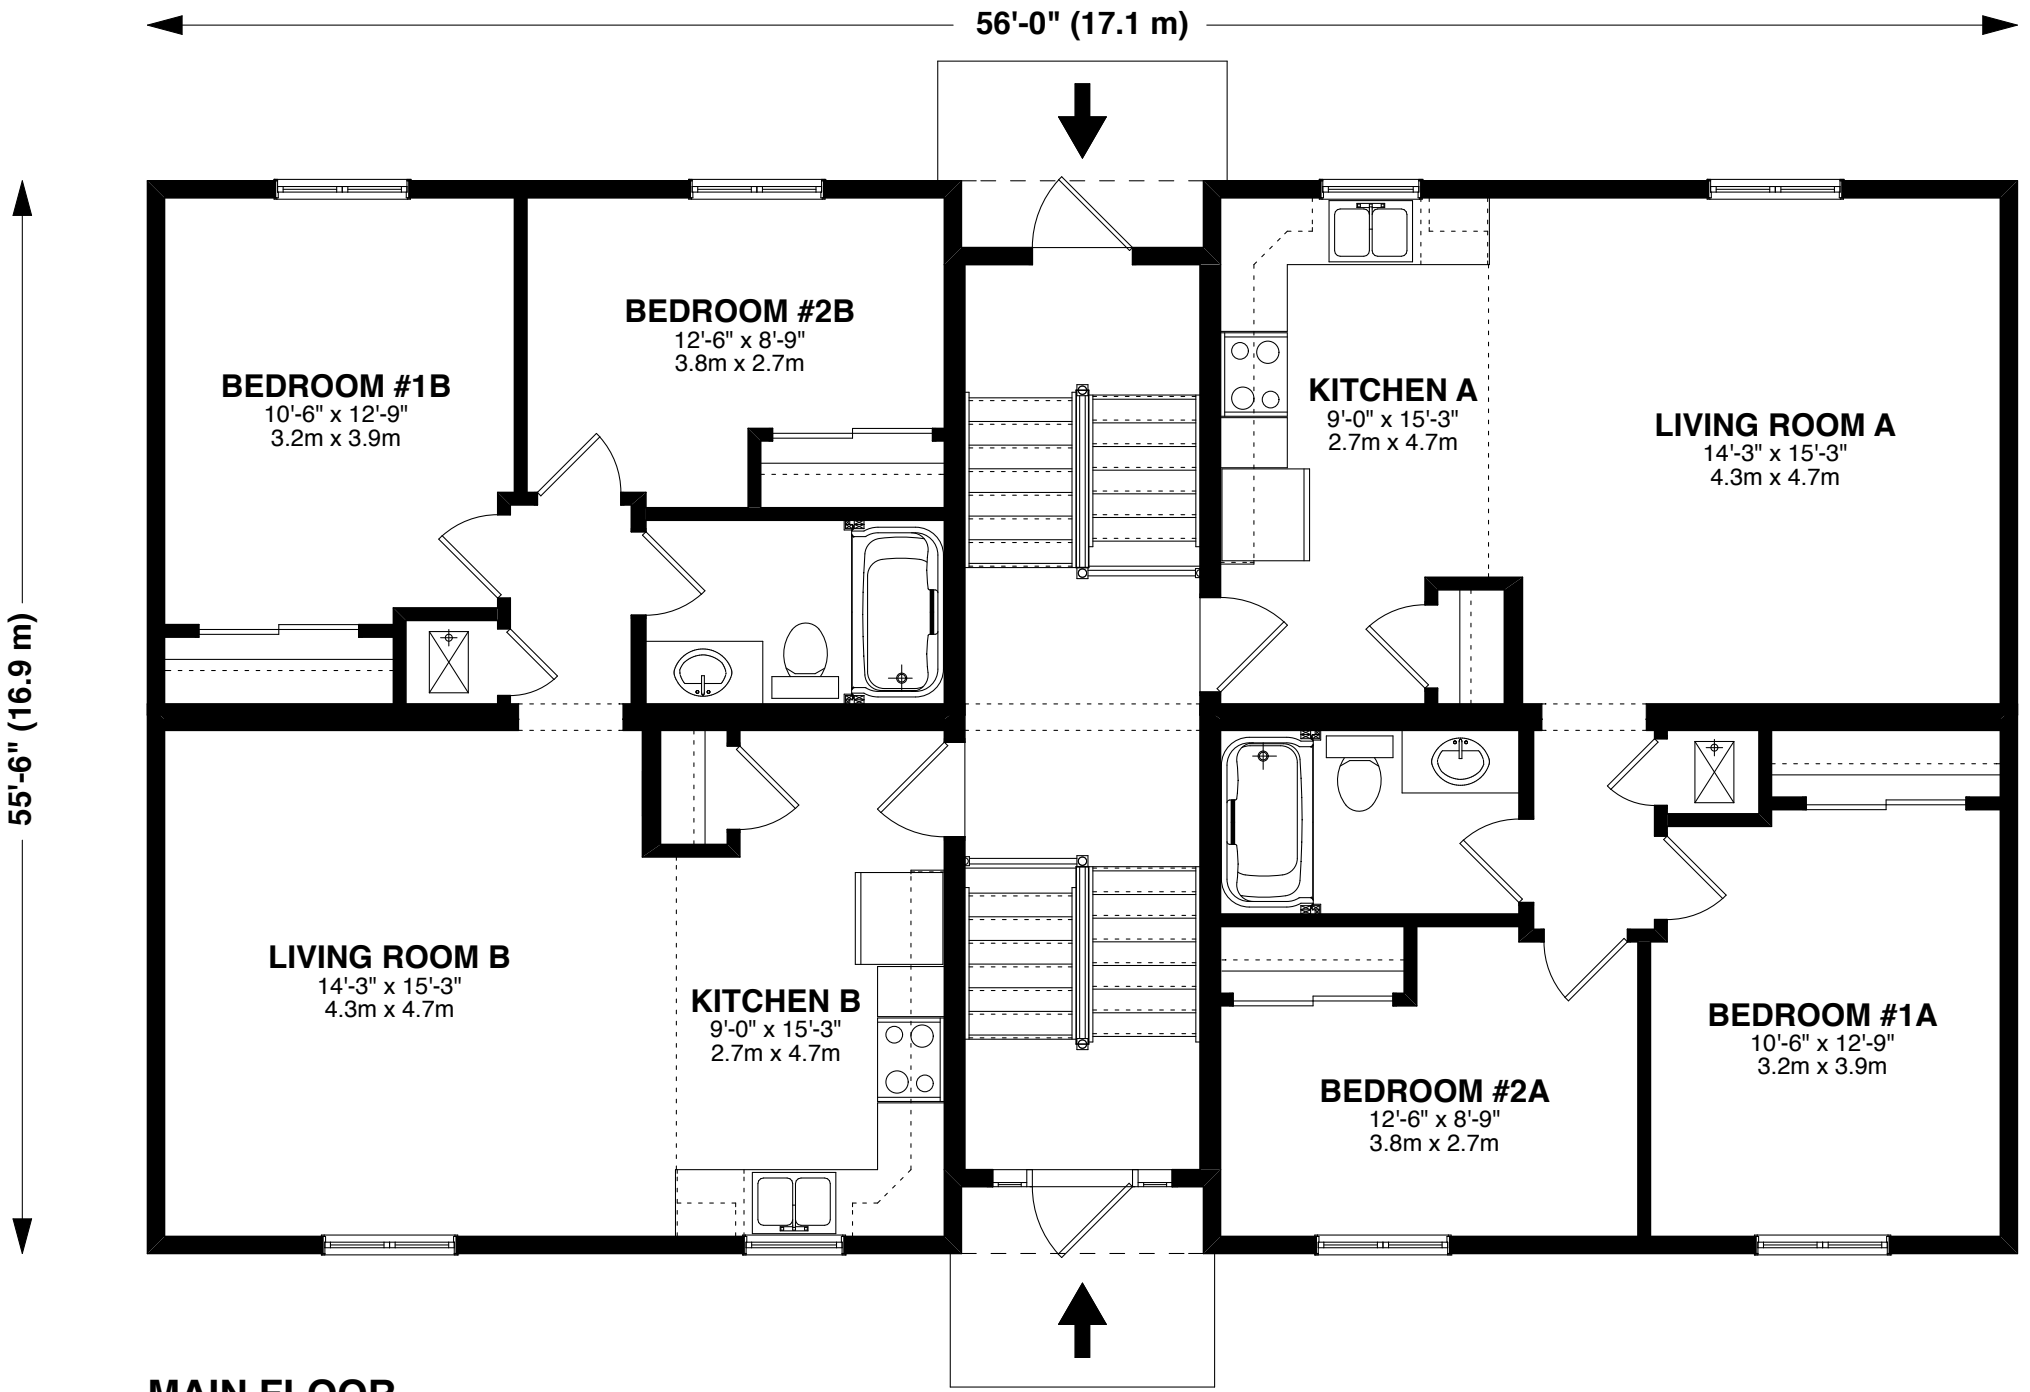 56'-0" (17.1 m)
55'-6" (16.9 m)
BEDROOM #1B
10'-6" x 12'-9"
3.2m x 3.9m
BEDROOM #2B
12'-6" x 8'-9"
3.8m x 2.7m
KITCHEN A
9'-0" x 15'-3"
2.7m x 4.7m
LIVING ROOM A
14'-3" x 15'-3"
4.3m x 4.7m
LIVING ROOM B
14'-3" x 15'-3"
4.3m x 4.7m
KITCHEN B
9'-0" x 15'-3"
2.7m x 4.7m
BEDROOM #2A
12'-6" x 8'-9"
3.8m x 2.7m
BEDROOM #1A
10'-6" x 12'-9"
3.2m x 3.9m
MAIN FLOOR